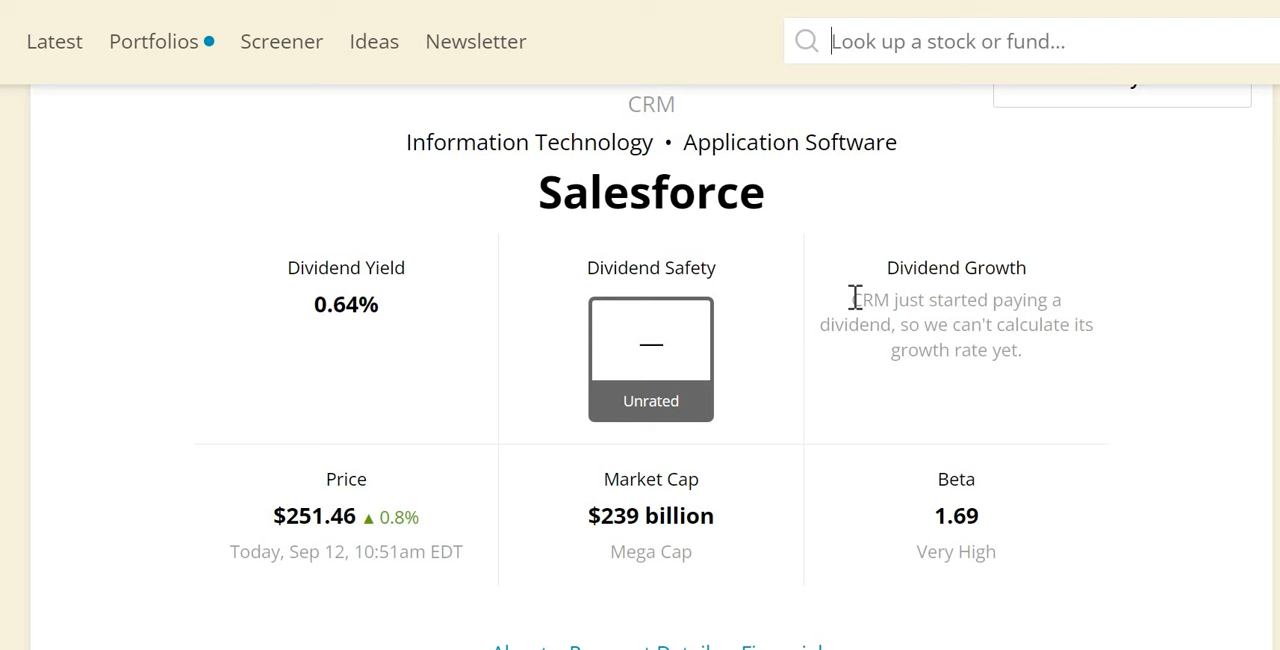 Latest Portfolios Screener Ideas Newsletter
Look up a stock or fund...
CRM
Information Technology • Application Software
Salesforce
Dividend Yield
0.64%
Dividend Safety
—
Unrated
Dividend Growth
CRM just started paying a
dividend, so we can't calculate its
growth rate yet.
Price
$251.46 ▲ 0.8%
Today, Sep 12, 10:51am EDT
Market Cap
$239 billion
Mega Cap
Beta
1.69
Very High